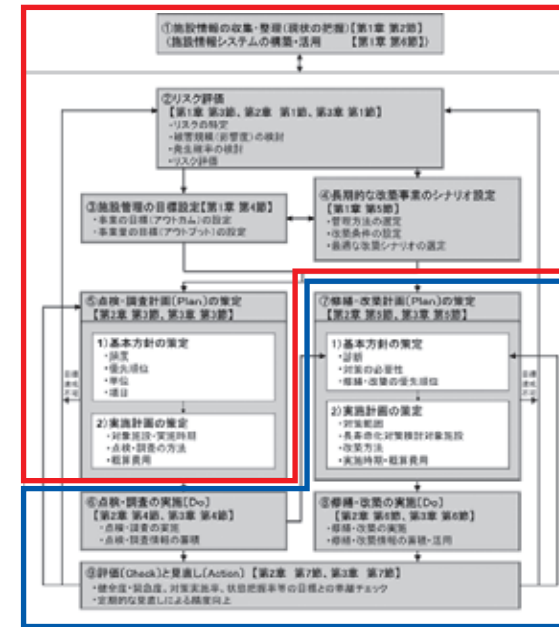 ①施設情報の収集・整理(現状の把握)【第1章 第2節】
(施設情報システムの構築・活用 【第1章 第6節】)
②リスク評価
【第1章 第3節、第2章 第1節、第3章 第1節】
・リスクの特定
・被害規模(影響度)の検討
・発生確率の検討
・リスク評価
③施設管理の目標設定【第1章 第4節】
・事業の目標(アウトカム)の設定
・事業量の目標(アウトプット)の設定
④長期的な改築事業のシナリオ設定
【第1章 第5節】
・管理方法の選定
・改築条件の設定
・最適な改築シナリオの選定
⑤点検・調査計画(Plan)の策定
【第2章 第3節、第3章 第3節】
1)基本方針の策定
・頻度
・優先順位
・単位
・項目
2)実施計画の策定
・対象施設・実施時期
・点検・調査の方法
・概算費用
⑦修繕・改築計画(Plan)の策定
【第2章 第5節、第3章 第5節】
1)基本方針の策定
・診断
・対策の必要性
・修繕・改築の優先順位
2)実施計画の策定
・対策範囲
・長寿命化対策検討対象施設
・改築方法
・実施時期・概算費用
目標
達成
不可
目標
達成
不可
⑥点検・調査の実施(Do)
【第2章 第4節、第3章 第4節】
・点検・調査の実施
・点検・調査情報の蓄積
⑧修繕・改築の実施(Do)
【第2章 第6節、第3章 第6節】
・修繕・改築の実施
・修繕・改築情報の蓄積・活用
⑨評価(Check)と見直し(Action) 【第2章 第7節、第3章 第7節】
・健全度・緊急度、対策実施率、状態把握率等の目標との乖離チェック
・定期的な見直しによる精度向上